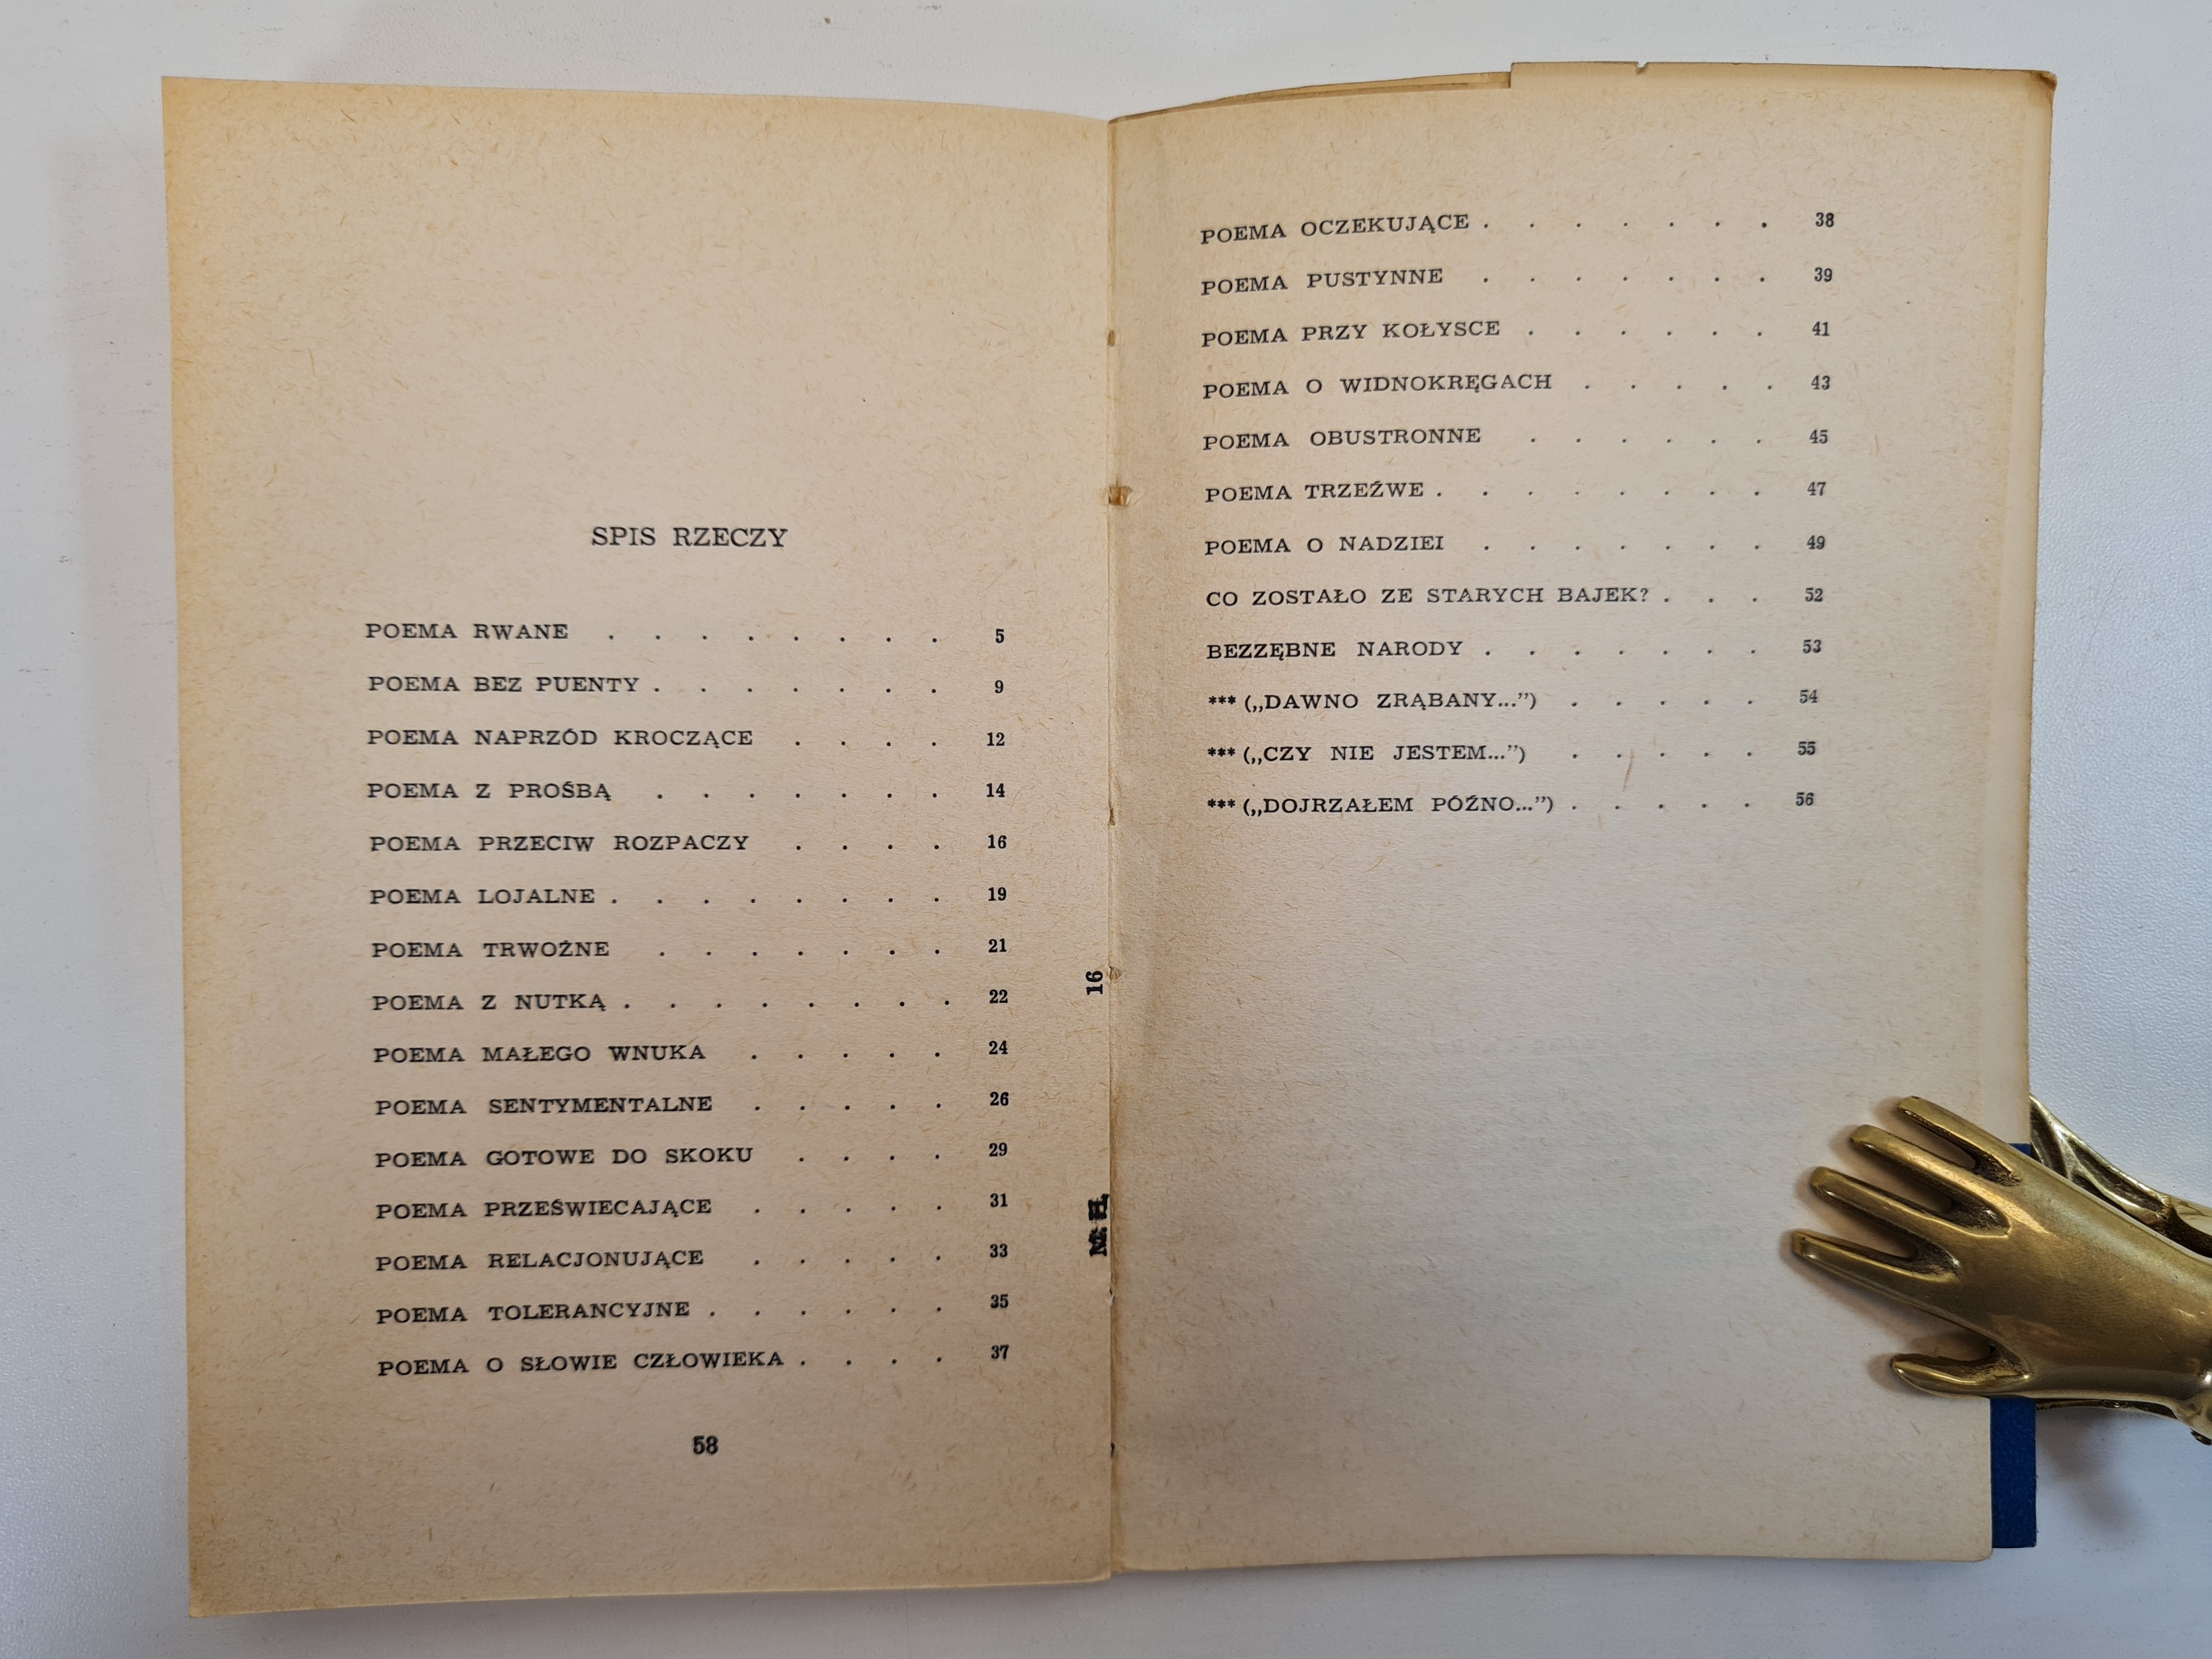 SPIS RZECZY
POEMA RWANE . . . . . . . . 5
POEMA BEZ PUENTY . . . . . . . 9
POEMA NAPRZÓD KROCZĄCE . . . . 12
POEMA Z PROŚBĄ . . . . . . . 14
POEMA PRZECIW ROZPACZY . . . . 16
POEMA LOJALNE . . . . . . . . 19
POEMA TRWOŻNE . . . . . . . 21
POEMA Z NUTKĄ . . . . . . . . 22
POEMA MAŁEGO WNUKA . . . . . 24
POEMA SENTYMENTALNE . . . . . 26
POEMA GOTOWE DO SKOKU . . . . 29
POEMA PRZEŚWIECAJĄCE . . . . . 31
POEMA RELACJONUJĄCE . . . . . 33
POEMA TOLERANCYJNE . . . . . . 35
POEMA O SŁOWIE CZŁOWIEKA . . . . 37
58
16
POEMA OCZEKUJĄCE . . . . . . . 38
POEMA PUSTYNNE . . . . . . . 39
POEMA PRZY KOŁYSCE . . . . . . 41
POEMA O WIDNOKRĘGACH . . . . . 43
POEMA OBUSTRONNE . . . . . . 45
POEMA TRZEŹWE . . . . . . . . 47
POEMA O NADZIEI . . . . . . . 49
CO ZOSTAŁO ZE STARYCH BAJEK? . . . 52
BEZZĘBNE NARODY . . . . . . . 53
*** („DAWNO ZRĄBANY...”) . . . . . 54
*** („CZY NIE JESTEM...”) . . . . . 55
*** („DOJRZAŁEM PÓŹNO...”) . . . . . 56